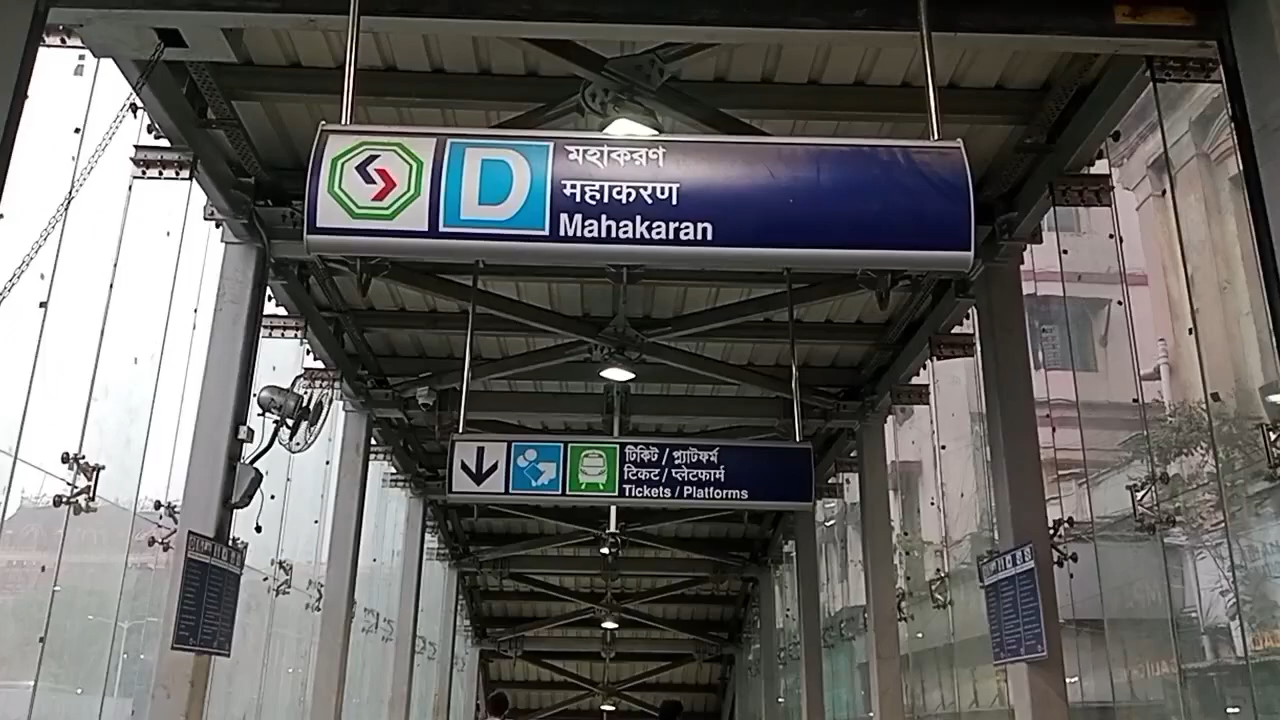 D
মহাকরণ
महाकरण
Mahakaran
টিকিট / প্ল্যাটফর্ম
टिकट / प्लेटफार्म
Tickets / Platforms